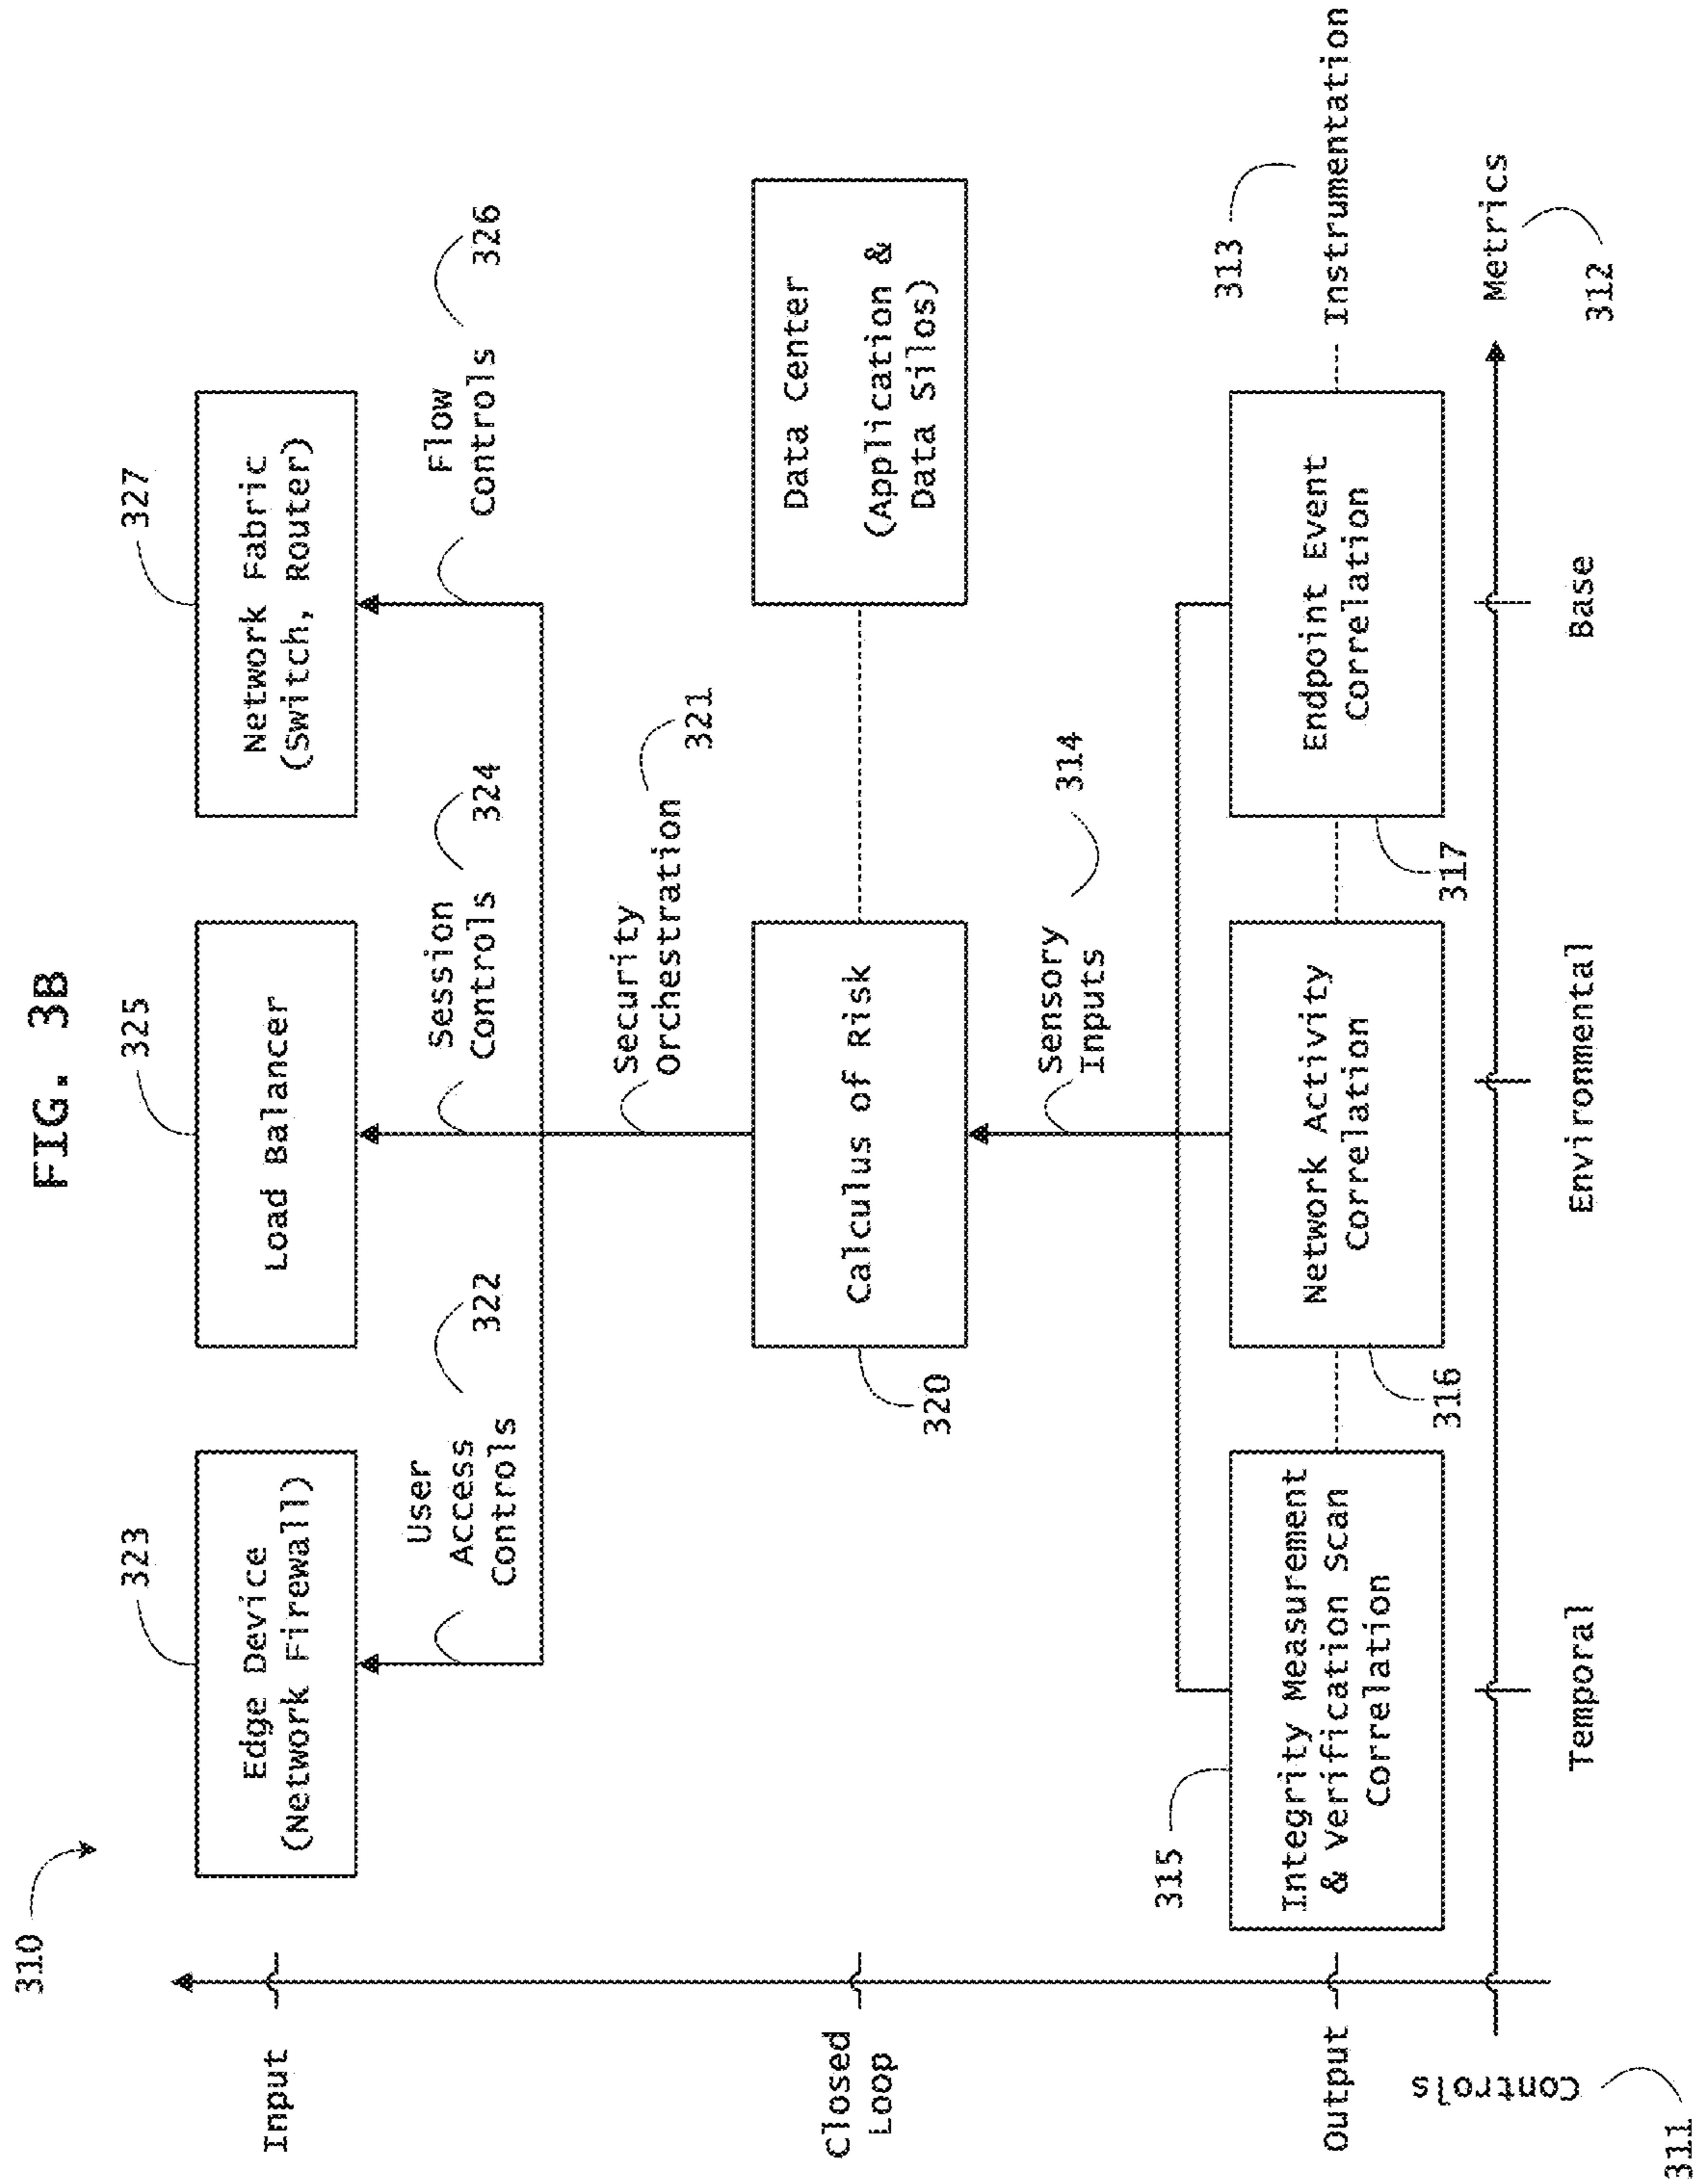 FIG. 3B
310
323
325
327
Input
Edge Device
(Network Firewall)
Load Balancer
Network Fabric
(Switch, Router)
User
Access
Controls
322
Session
Controls
324
Flow
Controls
326
Security
Orchestration
321
Closed
Loop
Calculus of Risk
320
Data Center
(Application &
Data Silos)
Sensory
Inputs
314
315
313
Output
Integrity Measurement
& Verification Scan
Correlation
Network Activity
Correlation
316
Endpoint Event
Correlation
317
Instrumentation
Controls
311
Metrics
312
Temporal
Environmental
Base